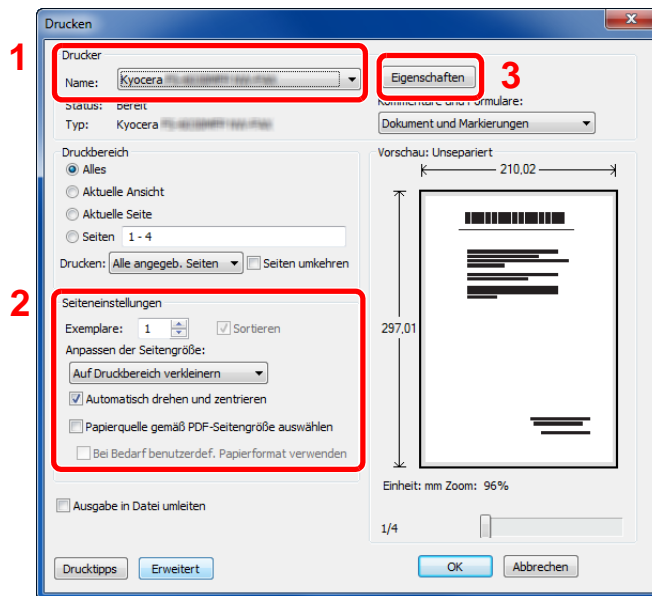 Drucken
1
Drucker
Name: Kyocera
Status: Bereit
Typ: Kyocera
Eigenschaften
3
Kommentare und Formulare:
Dokument und Markierungen
Druckbereich
Alles
Aktuelle Ansicht
Aktuelle Seite
Seiten 1 - 4
Drucken: Alle angegeb. Seiten Seiten umkehren
2
Seiteneinstellungen
Exemplare: 1 Sortieren
Anpassen der Seitengröße:
Auf Druckbereich verkleinern
Automatisch drehen und zentrieren
Papierquelle gemäß PDF-Seitengröße auswählen
Bei Bedarf benutzerdef. Papierformat verwenden
Ausgabe in Datei umleiten
Drucktipps Erweitert
Vorschau: Unsepariert
210,02
297,01
Einheit: mm Zoom: 96%
1/4
OK Abbrechen